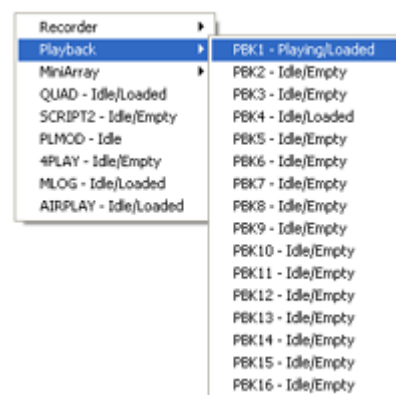 Recorder
Playback
MiniArray
QUAD - Idle/Loaded
SCRIPT2 - Idle/Empty
PLMOD - Idle
4PLAY - Idle/Empty
MLOG - Idle/Loaded
AIRPLAY - Idle/Loaded
PBK1 - Playing/Loaded
PBK2 - Idle/Empty
PBK3 - Idle/Empty
PBK4 - Idle/Loaded
PBK5 - Idle/Empty
PBK6 - Idle/Empty
PBK7 - Idle/Empty
PBK8 - Idle/Empty
PBK9 - Idle/Empty
PBK10 - Idle/Empty
PBK11 - Idle/Empty
PBK12 - Idle/Empty
PBK13 - Idle/Empty
PBK14 - Idle/Empty
PBK15 - Idle/Empty
PBK16 - Idle/Empty